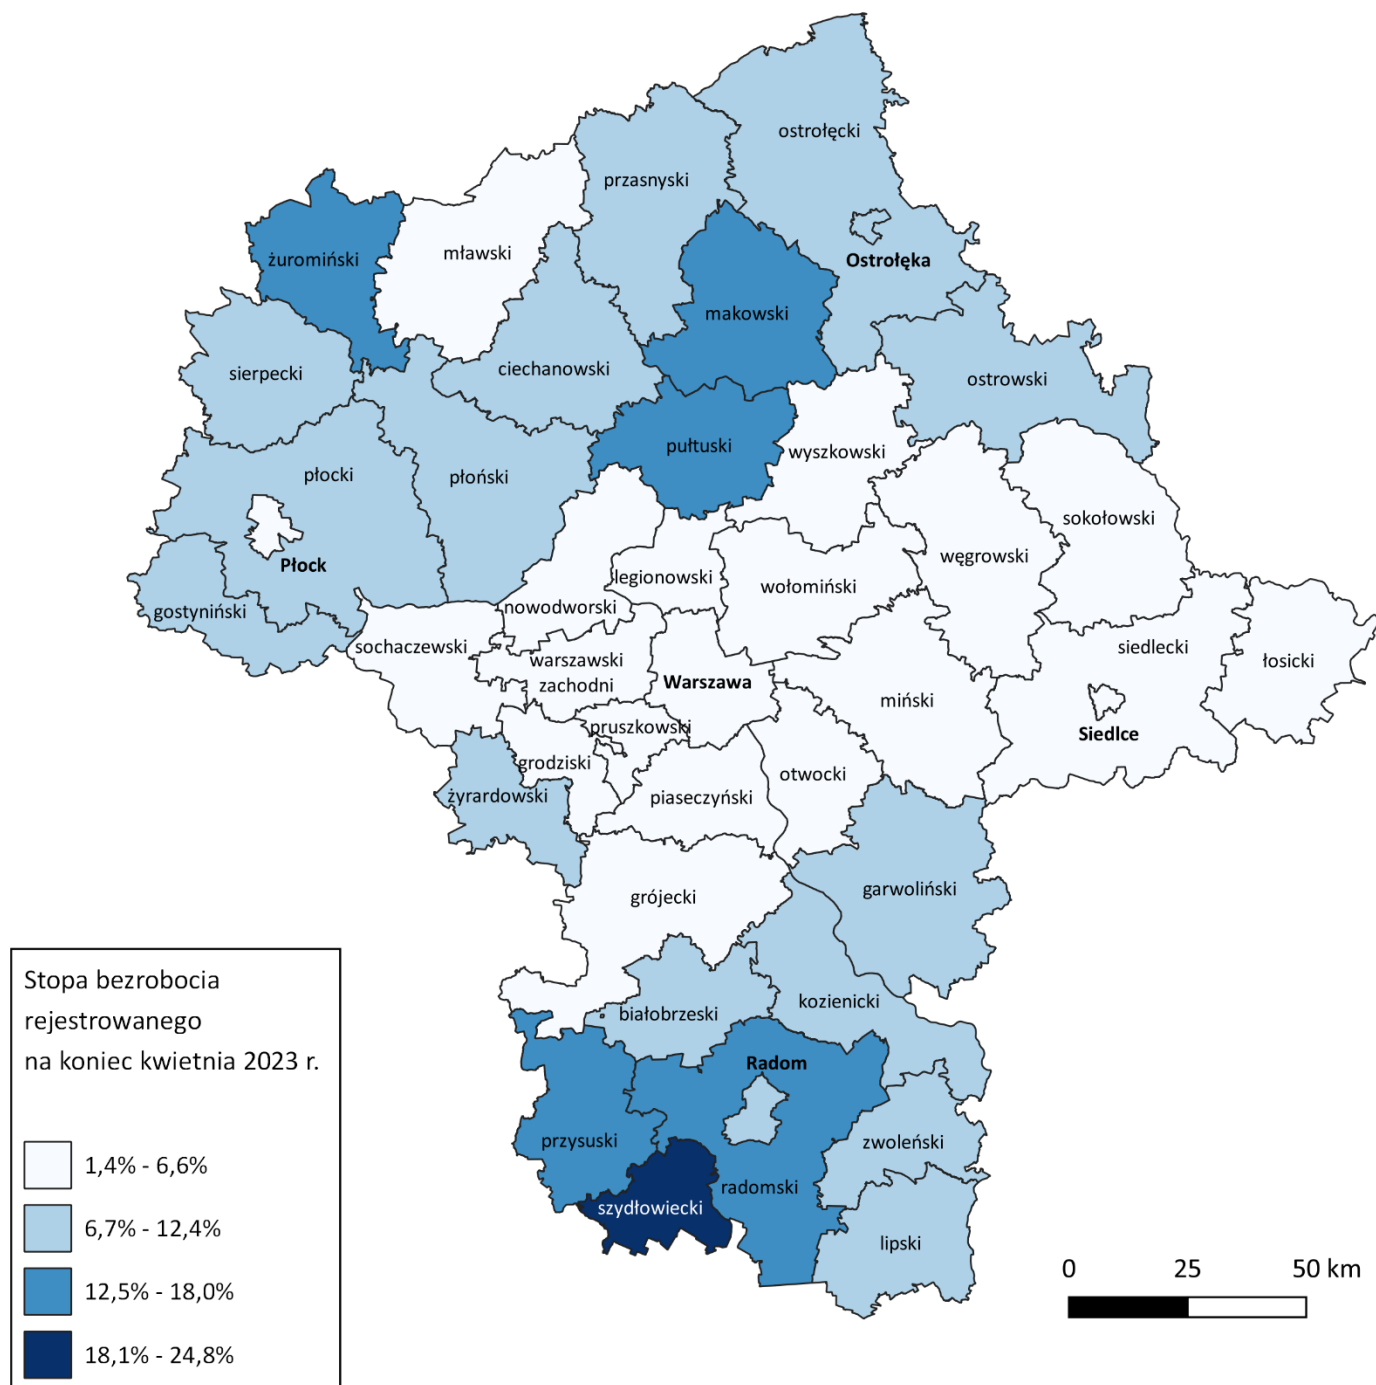 ostrołęcki
przasnyski
mławski
żuromiński
Ostrołęka
makowski
ciechanowski
sierpecki
ostrowski
pułtuski
wyszkowski
płocki
płoński
sokołowski
węgrowski
Płock
legionowski
wołomiński
gostyniński
nowodworski
sochaczewski
siedlecki
warszawski
zachodni
łosicki
Warszawa
miński
pruszkowski
Siedlce
grodziski
otwocki
żyrardowski
piaseczyński
garwoliński
grójecki
kozienicki
białobrzeski
Radom
przysuski
zwoleński
radomski
szydłowiecki
lipski
Stopa bezrobocia
rejestrowanego
na koniec kwietnia 2023 r.
1,4% - 6,6%
6,7% - 12,4%
12,5% - 18,0%
18,1% - 24,8%
0 25 50 km